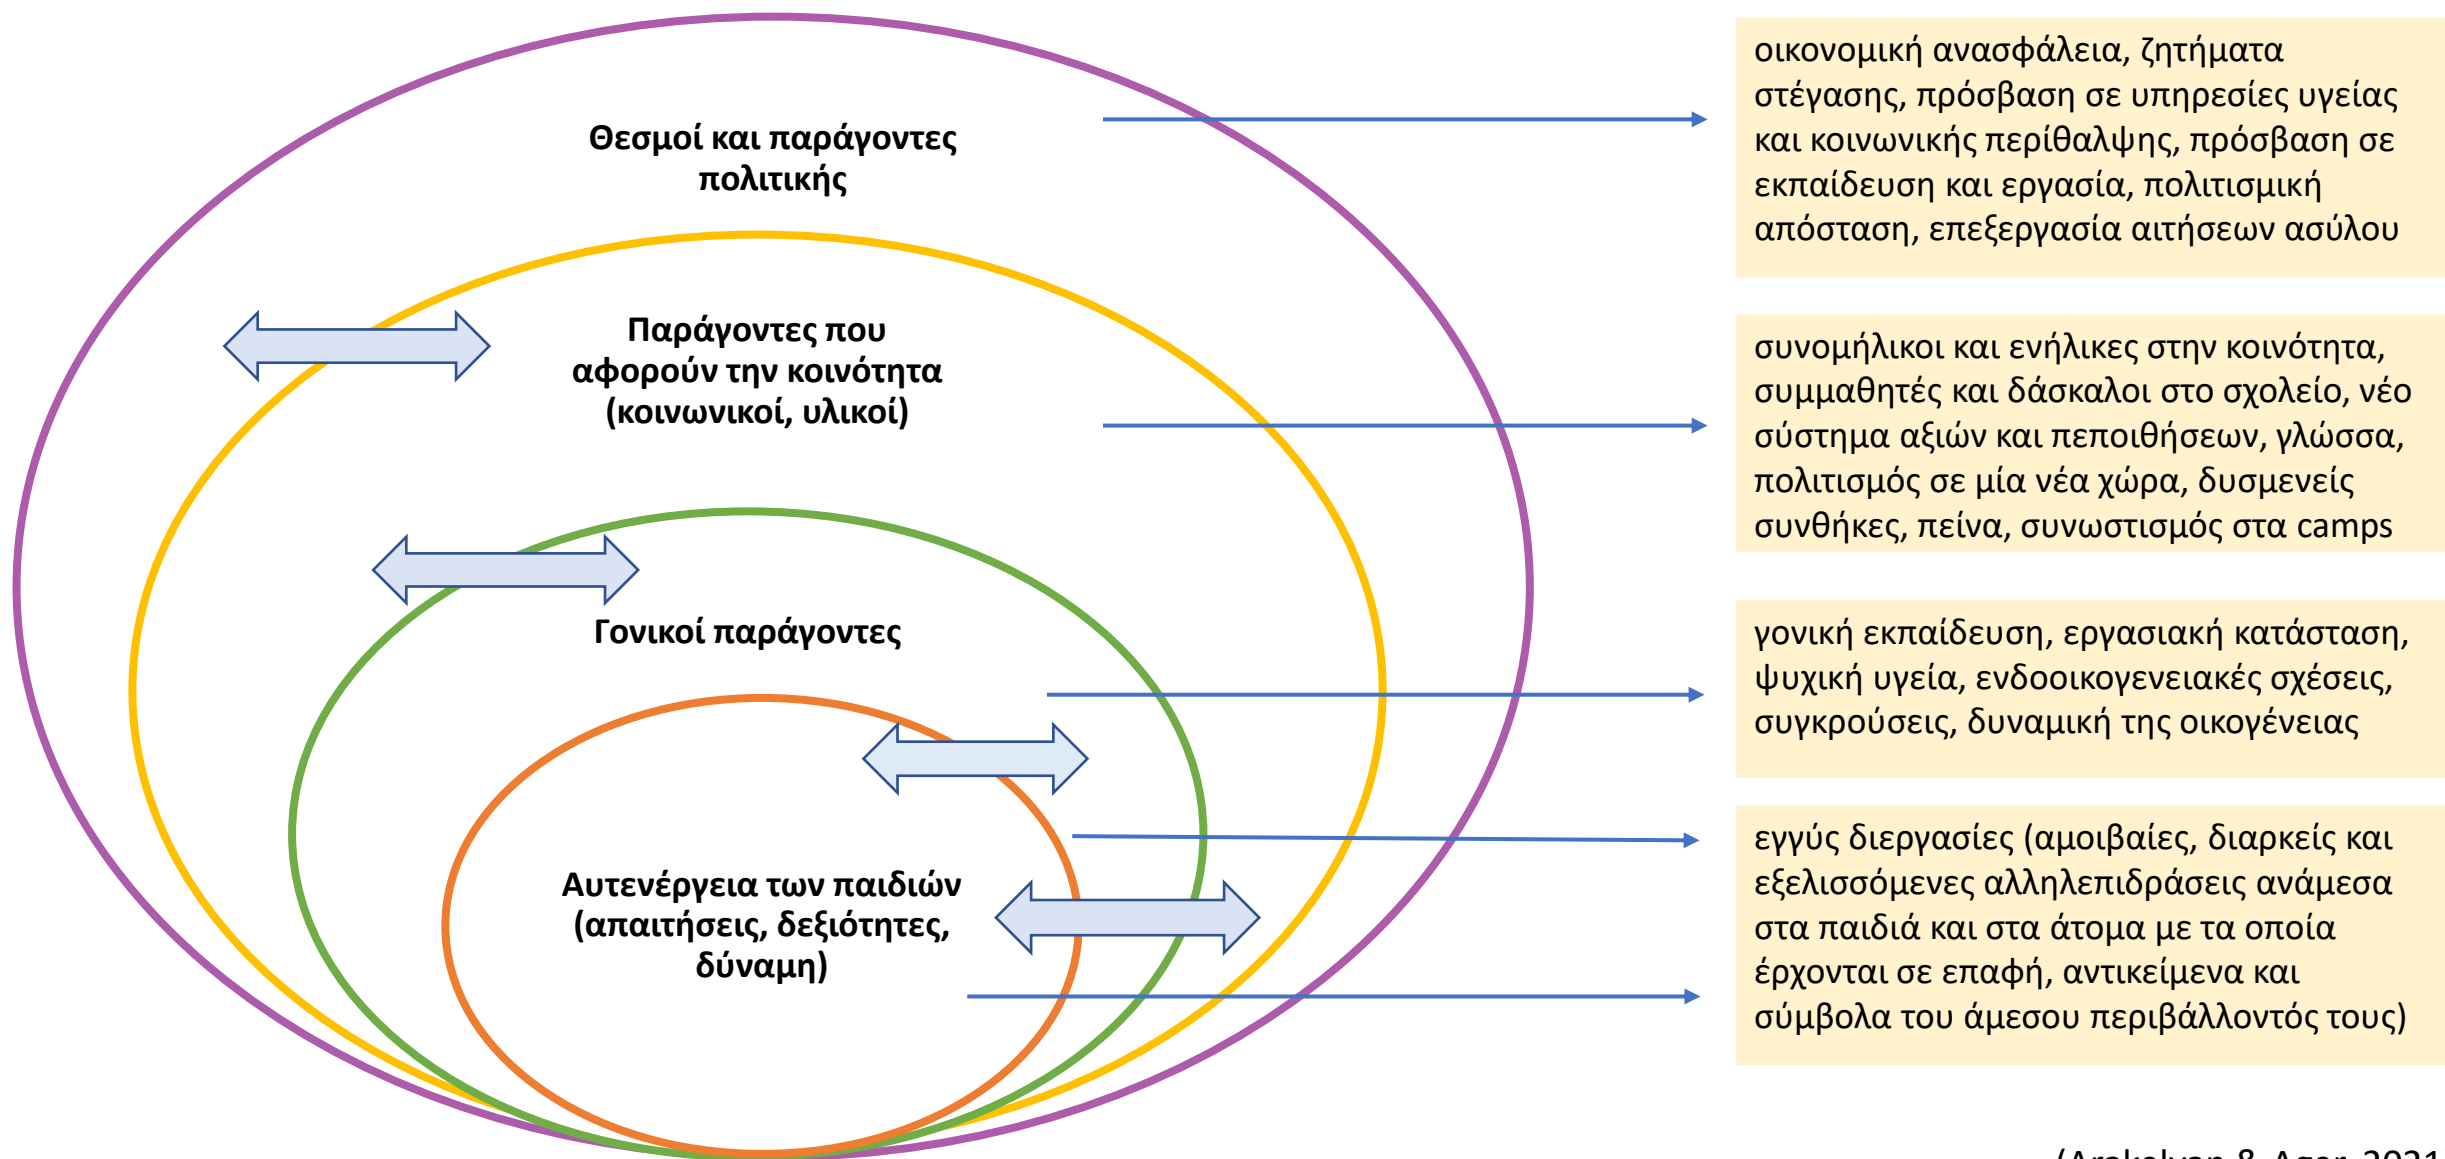 Θεσμοί και παράγοντες
πολιτικής
οικονομική ανασφάλεια, ζητήματα
στέγασης, πρόσβαση σε υπηρεσίες υγείας
και κοινωνικής περίθαλψης, πρόσβαση σε
εκπαίδευση και εργασία, πολιτισμική
απόσταση, επεξεργασία αιτήσεων ασύλου
Παράγοντες που
αφορούν την κοινότητα
(κοινωνικοί, υλικοί)
συνομήλικοι και ενήλικες στην κοινότητα,
συμμαθητές και δάσκαλοι στο σχολείο, νέο
σύστημα αξιών και πεποιθήσεων, γλώσσα,
πολιτισμός σε μία νέα χώρα, δυσμενείς
συνθήκες, πείνα, συνωστισμός στα camps
Γονικοί παράγοντες
γονική εκπαίδευση, εργασιακή κατάσταση,
ψυχική υγεία, ενδοοικογενειακές σχέσεις,
συγκρούσεις, δυναμική της οικογένειας
Αυτενέργεια των παιδιών
(απαιτήσεις, δεξιότητες,
δύναμη)
εγγύς διεργασίες (αμοιβαίες, διαρκείς και
εξελισσόμενες αλληλεπιδράσεις ανάμεσα
στα παιδιά και στα άτομα με τα οποία
έρχονται σε επαφή, αντικείμενα και
σύμβολα του άμεσου περιβάλλοντός τους)
(Arakelyan & Ager, 2021